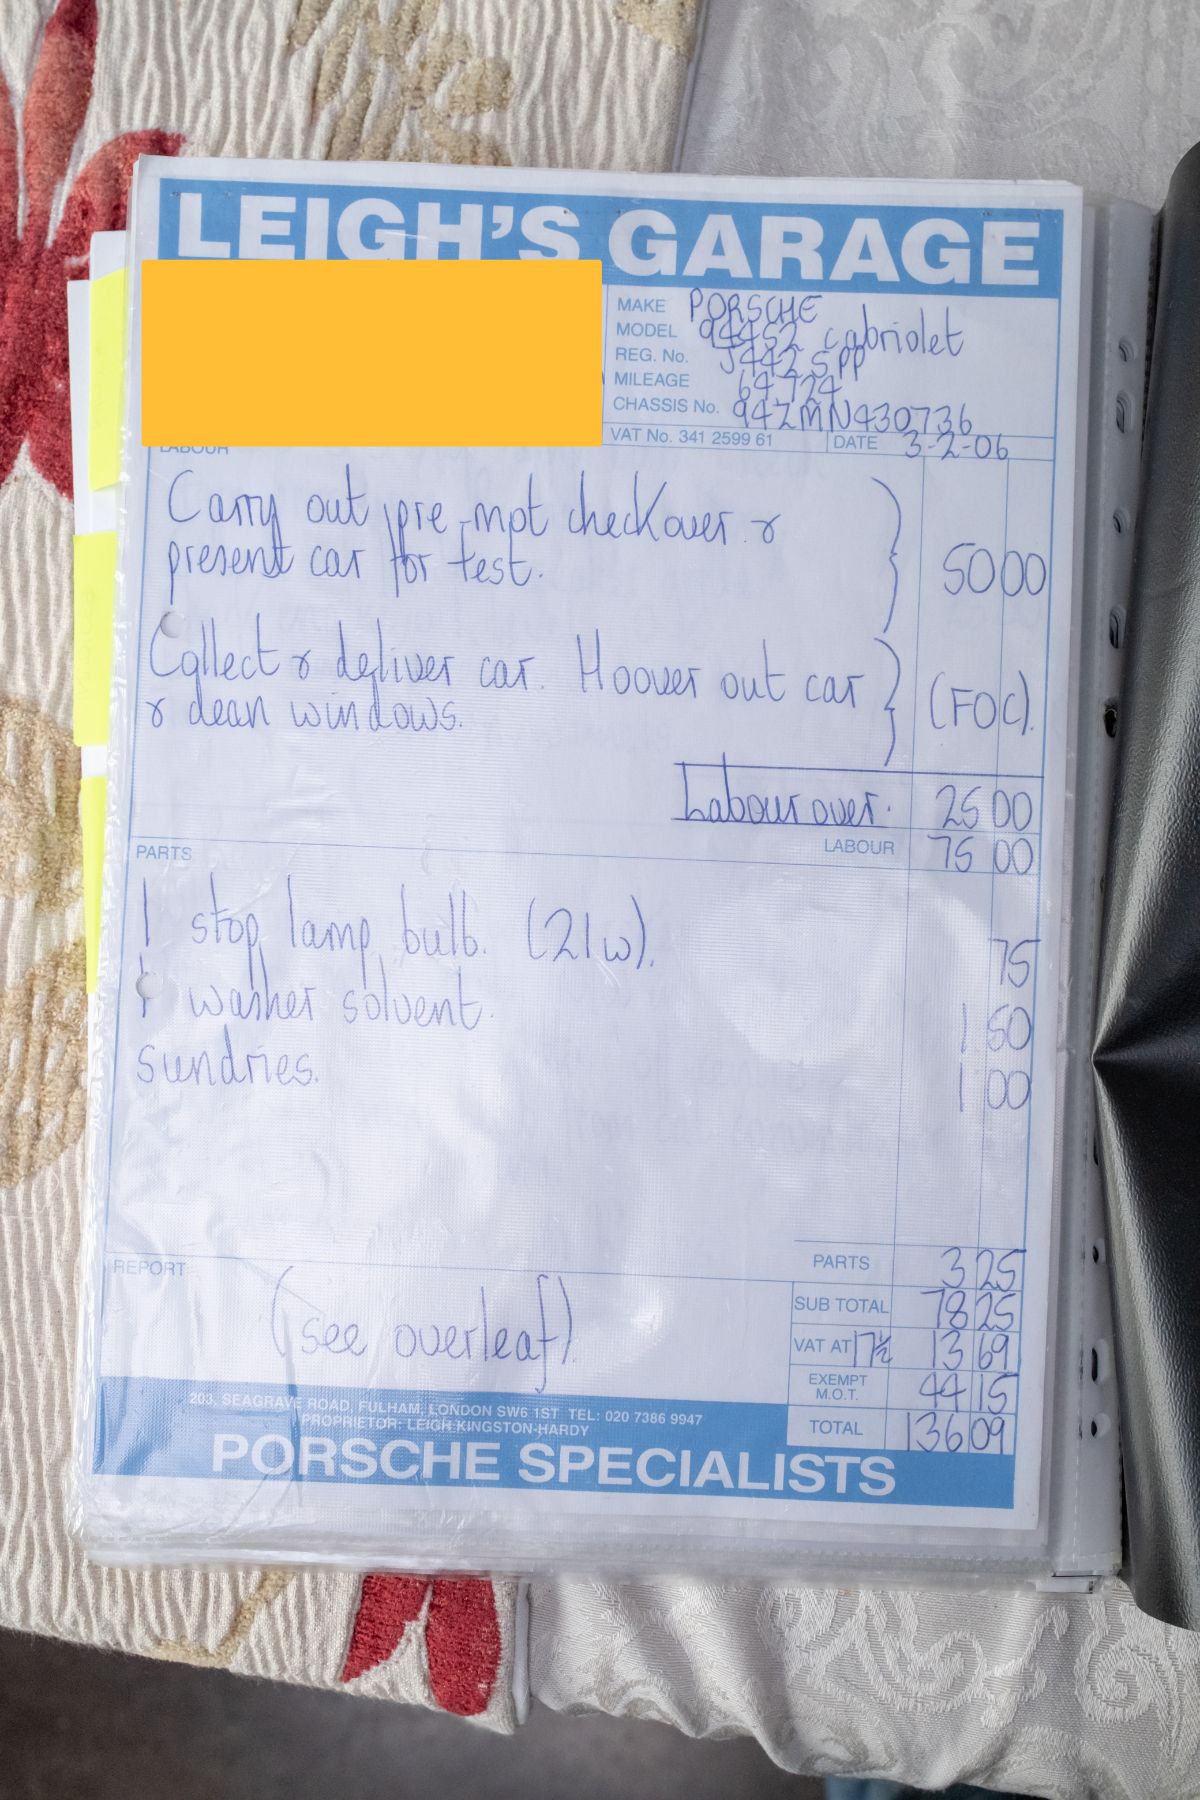 LEIGH'S GARAGE
MAKE PORSCHE
MODEL 944S2 cabriolet
REG. No. J442 SPP
MILEAGE 64724
CHASSIS No. 94ZMN430736
VAT No. 341 2599 61 DATE 3-2-06
LABOUR
Carry out pre-mot checkover &
present car for test. 50 00
Collect & deliver car. Hoover out car
& clean windows. (FOC).
Labour over. 25 00
LABOUR 75 00
PARTS
1 stop lamp bulb. (21w). 75
1 washer solvent. 1 50
sundries. 1 00
PARTS 3 25
REPORT
(see overleaf).
SUB TOTAL 78 25
VAT AT 17½ 13 69
EXEMPT M.O.T. 44 15
TOTAL 136 09
203, SEAGRAVE ROAD, FULHAM, LONDON SW6 1ST TEL: 020 7386 9947
PROPRIETOR: LEIGH KINGSTON-HARDY
PORSCHE SPECIALISTS